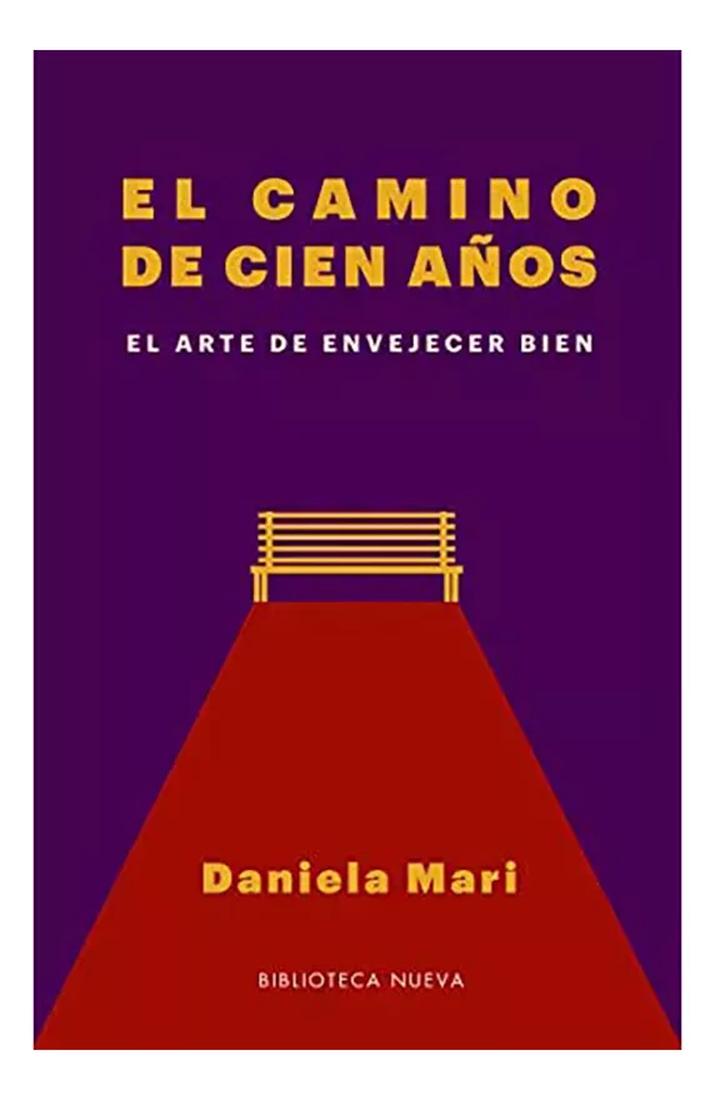 EL CAMINO
DE CIEN AÑOS
EL ARTE DE ENVEJECER BIEN
Daniela Mari
BIBLIOTECA NUEVA